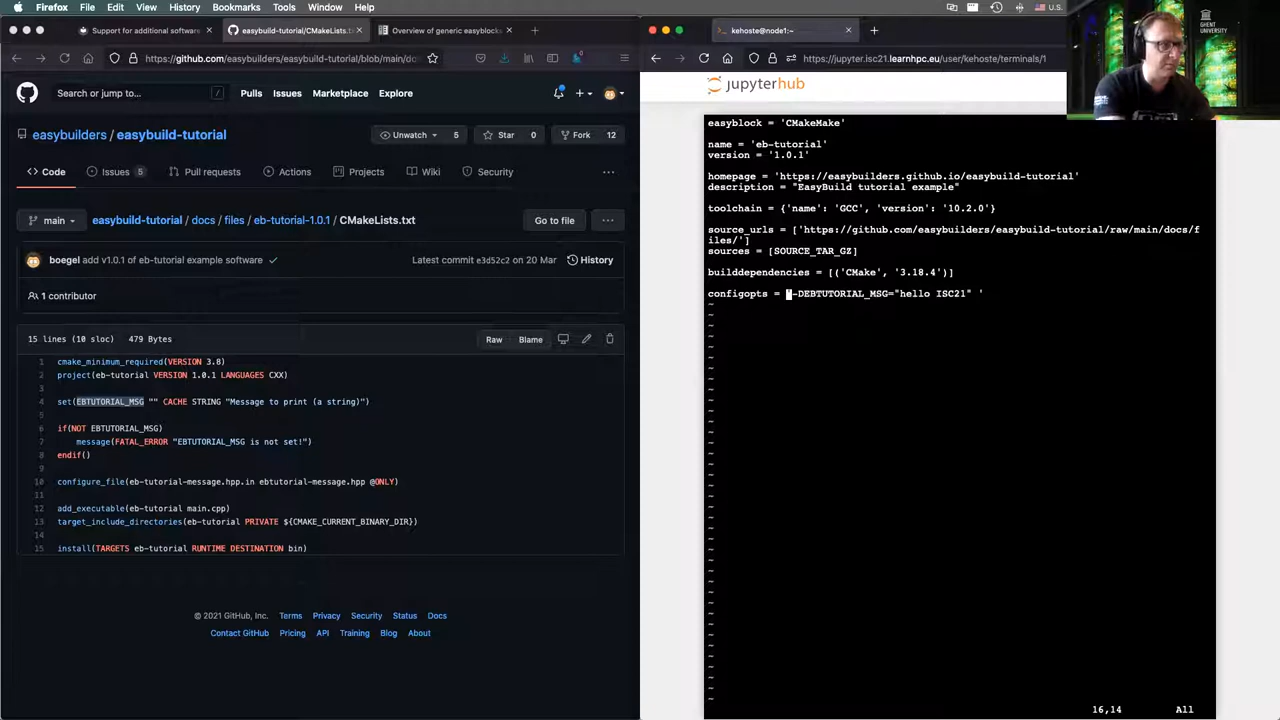 Firefox File Edit View History Bookmarks Tools Window Help
Support for additional software
easybuild-tutorial/CMakeLists.txt
Overview of generic easyblocks
kehoste@node1:~
https://github.com/easybuilders/easybuild-tutorial/blob/main/do
https://jupyter.isc21.learnhpc.eu/user/kehoste/terminals/1
GHENT
UNIVERSITY
Jump to...
/
Pulls Issues Marketplace Explore
jupyterhub
easybuilders / easybuild-tutorial
Unwatch 5
Star 0
Fork 12
Code
Issues 5
Pull requests
Actions
Projects
Wiki
Security
main
easybuild-tutorial / docs / files / eb-tutorial-1.0.1 / CMakeLists.txt
Go to file
boegel add v1.0.1 of eb-tutorial example software
Latest commit e3d52c2 on 20 Mar
History
1 contributor
15 lines (10 sloc) 479 Bytes
Raw
Blame
1 cmake_minimum_required(VERSION 3.8)
2 project(eb-tutorial VERSION 1.0.1 LANGUAGES CXX)
3
4 set(EBTUTORIAL_MSG "" CACHE STRING "Message to print (a string)")
5
6 if(NOT EBTUTORIAL_MSG)
7 message(FATAL_ERROR "EBTUTORIAL_MSG is not set!")
8 endif()
9
10 configure_file(eb-tutorial-message.hpp.in eb-tutorial-message.hpp @ONLY)
11
12 add_executable(eb-tutorial main.cpp)
13 target_include_directories(eb-tutorial PRIVATE ${CMAKE_CURRENT_BINARY_DIR})
14
15 install(TARGETS eb-tutorial RUNTIME DESTINATION bin)
© 2021 GitHub, Inc. Terms Privacy Security Status Docs
Contact GitHub Pricing API Training Blog About
easyblock = 'CMakeMake'
name = 'eb-tutorial'
version = '1.0.1'
homepage = 'https://easybuilders.github.io/easybuild-tutorial'
description = "EasyBuild tutorial example"
toolchain = {'name': 'GCC', 'version': '10.2.0'}
source_urls = ['https://github.com/easybuilders/easybuild-tutorial/raw/main/docs/f
iles/']
sources = [SOURCE_TAR_GZ]
builddependencies = [('CMake', '3.18.4')]
configopts = "-DEBTUTORIAL_MSG="hello ISC21" '
16,14 All